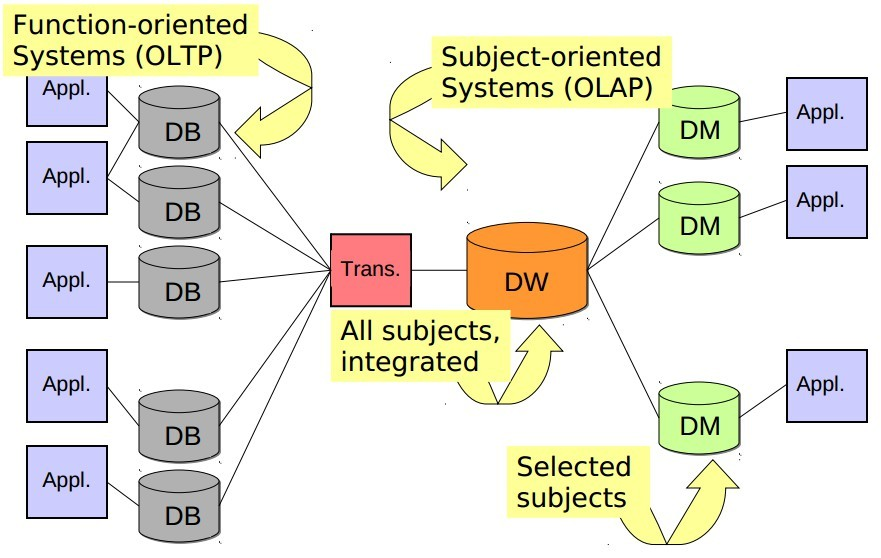 Function-oriented
Systems (OLTP)
Subject-oriented
Systems (OLAP)
Appl.
DB
DM
Appl.
Appl.
DB
DM
Appl.
Appl.
DB
Trans.
DW
All subjects,
integrated
Appl.
DB
DM
Appl.
Selected
subjects
Appl.
DB